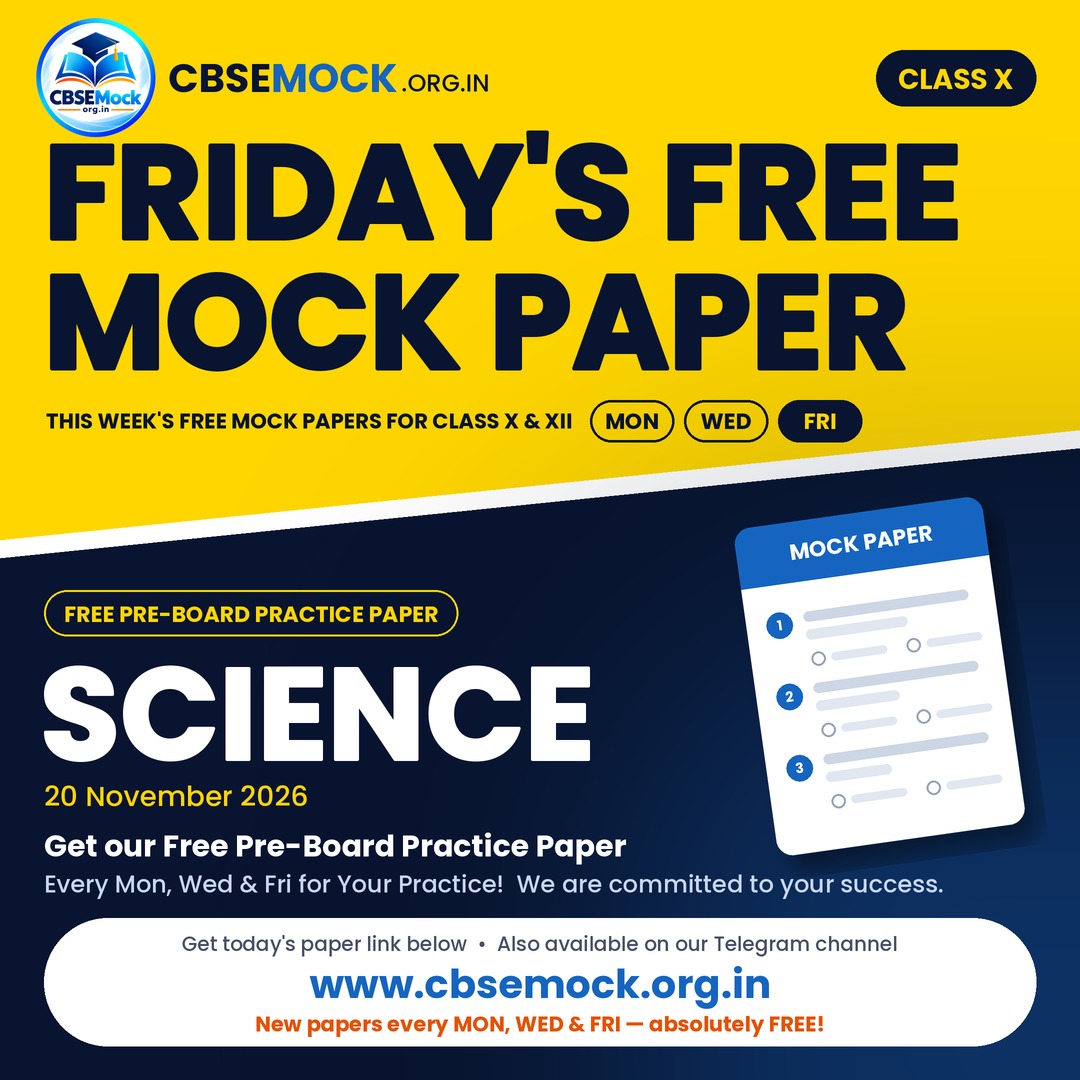 CBSEMock
org.in
CBSEMOCK.ORG.IN
CLASS X
FRIDAY'S FREE
MOCK PAPER
THIS WEEK'S FREE MOCK PAPERS FOR CLASS X & XII MON WED FRI
MOCK PAPER
1
2
3
FREE PRE-BOARD PRACTICE PAPER
SCIENCE
20 November 2026
Get our Free Pre-Board Practice Paper
Every Mon, Wed & Fri for Your Practice! We are committed to your success.
Get today's paper link below • Also available on our Telegram channel
www.cbsemock.org.in
New papers every MON, WED & FRI — absolutely FREE!